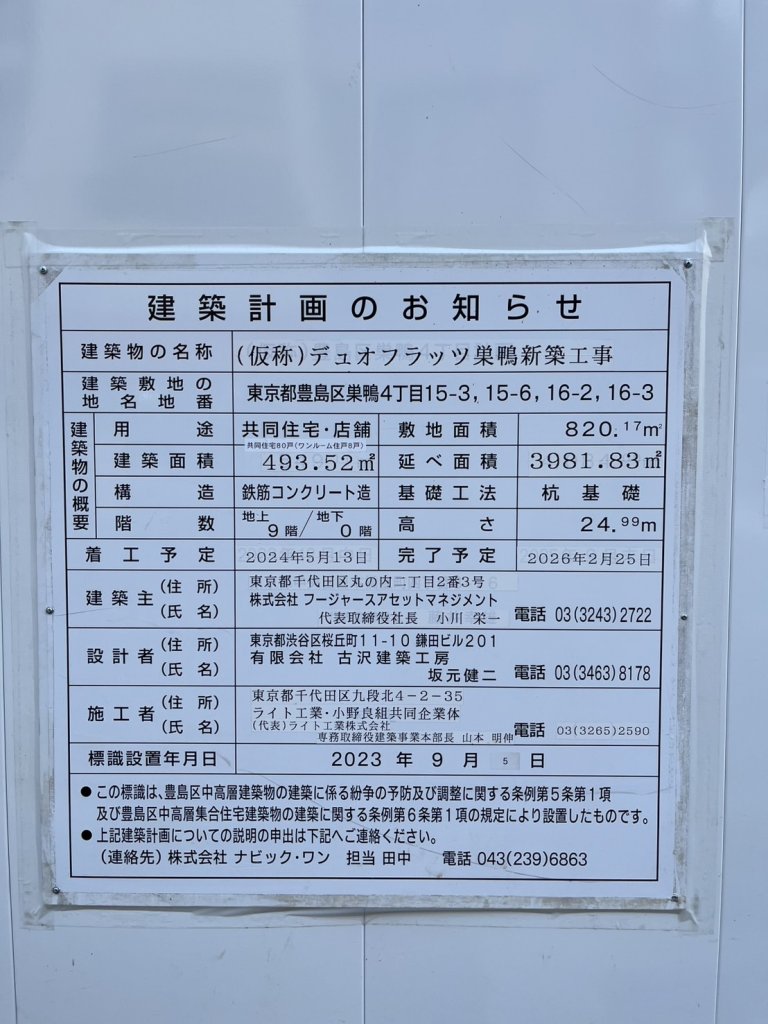 建築計画のお知らせ
建築物の名称 (仮称)デュオフラッツ巣鴨新築工事
建築敷地の地名地番 東京都豊島区巣鴨4丁目15-3, 15-6, 16-2, 16-3
建築物の概要
用途 共同住宅・店舗 敷地面積 820.17㎡
共同住宅80戸(ワンルーム住戸8戸)
建築面積 493.52㎡ 延べ面積 3981.83㎡
構造 鉄筋コンクリート造 基礎工法 杭基礎
階数 地上9階/地下0階 高さ 24.99m
着工予定 2024年5月13日 完了予定 2026年2月25日
建築主 (住所) 東京都千代田区丸の内二丁目2番3号
(氏名) 株式会社 フージャースアセットマネジメント
代表取締役社長 小川 栄一 電話 03(3243)2722
設計者 (住所) 東京都渋谷区桜丘町11-10 鎌田ビル201
(氏名) 有限会社 古沢建築工房
坂元健二 電話 03(3463)8178
施工者 (住所) 東京都千代田区九段北4-2-35
(氏名) ライト工業・小野良組共同企業体
(代表)ライト工業株式会社
専務取締役建築事業本部長 山本 明伸 電話 03(3265)2590
標識設置年月日 2023年9月5日
● この標識は、豊島区中高層建築物の建築に係る紛争の予防及び調整に関する条例第5条第1項
及び豊島区中高層集合住宅建築物の建築に関する条例第6条第1項の規定により設置したものです。
● 上記建築計画についての説明の申出は下記へご連絡ください。
(連絡先) 株式会社 ナビック・ワン 担当 田中 電話 043(239)6863